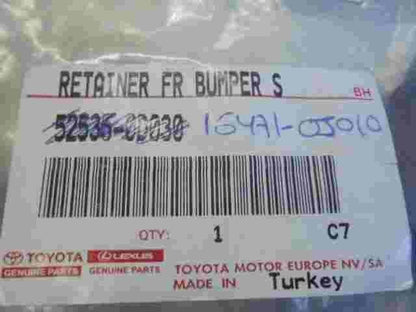 RETAINER FR BUMPER S
BH
52535-0D030 164A1-0J010
QTY: 1 C7
TOYOTA LEXUS
GENUINE PARTS GENUINE PARTS
TOYOTA MOTOR EUROPE NV/SA
MADE IN Turkey